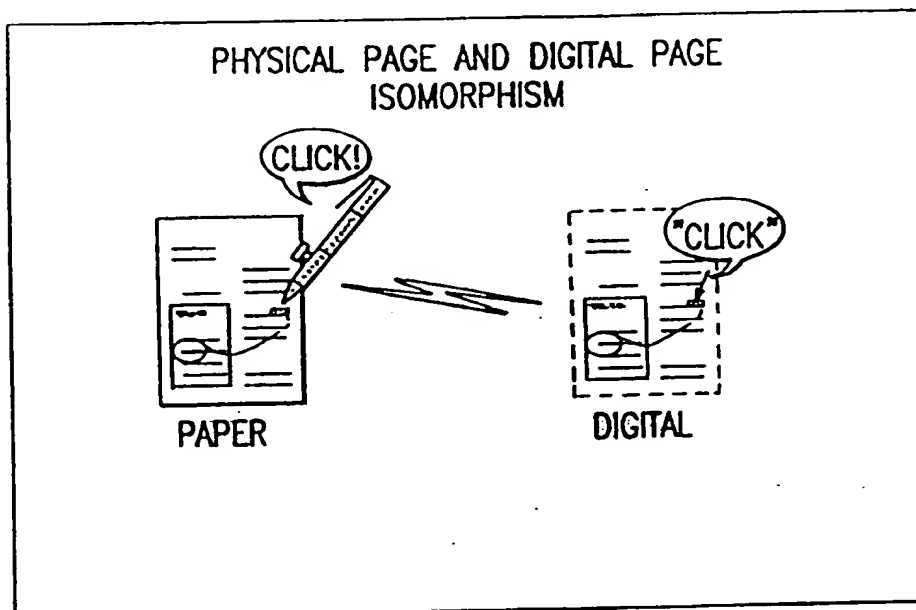 PHYSICAL PAGE AND DIGITAL PAGE
ISOMORPHISM
CLICK!
"CLICK"
PAPER
DIGITAL